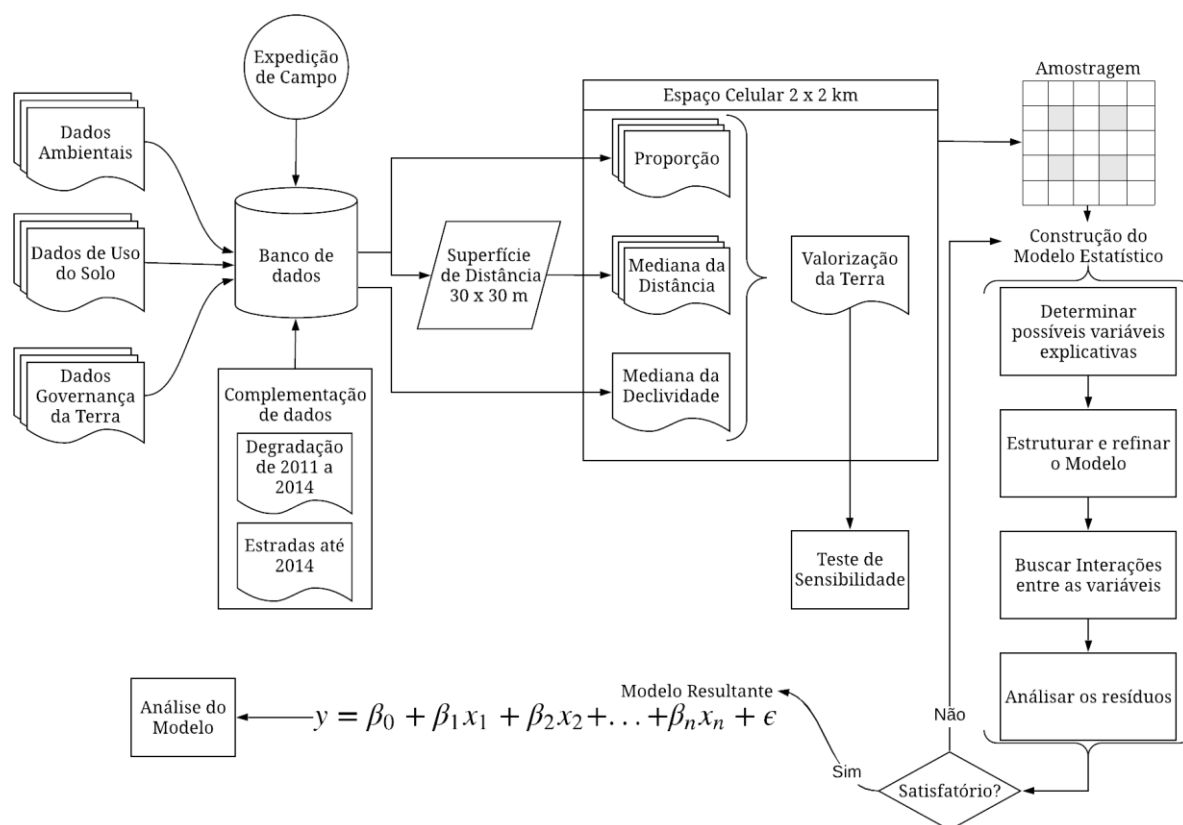 Expedição
de Campo
Dados
Ambientais
Dados de Uso
do Solo
Dados
Governança
da Terra
Banco de
dados
Complementação
de dados
Degradação
de 2011 a
2014
Estradas até
2014
Superfície
de Distância
30 x 30 m
Espaço Celular 2 x 2 km
Proporção
Mediana da
Distância
Mediana da
Declividade
Valorização
da Terra
Teste de
Sensibilidade
Amostragem
Construção do
Modelo Estatístico
Determinar
possíveis variáveis
explicativas
Estruturar e refinar
o Modelo
Buscar Interações
entre as variáveis
Análisar os resíduos
Satisfatório?
Não
Sim
Modelo Resultante
y = β₀ + β₁x₁ + β₂x₂+. . . +βₙxₙ + ϵ
Análise do
Modelo